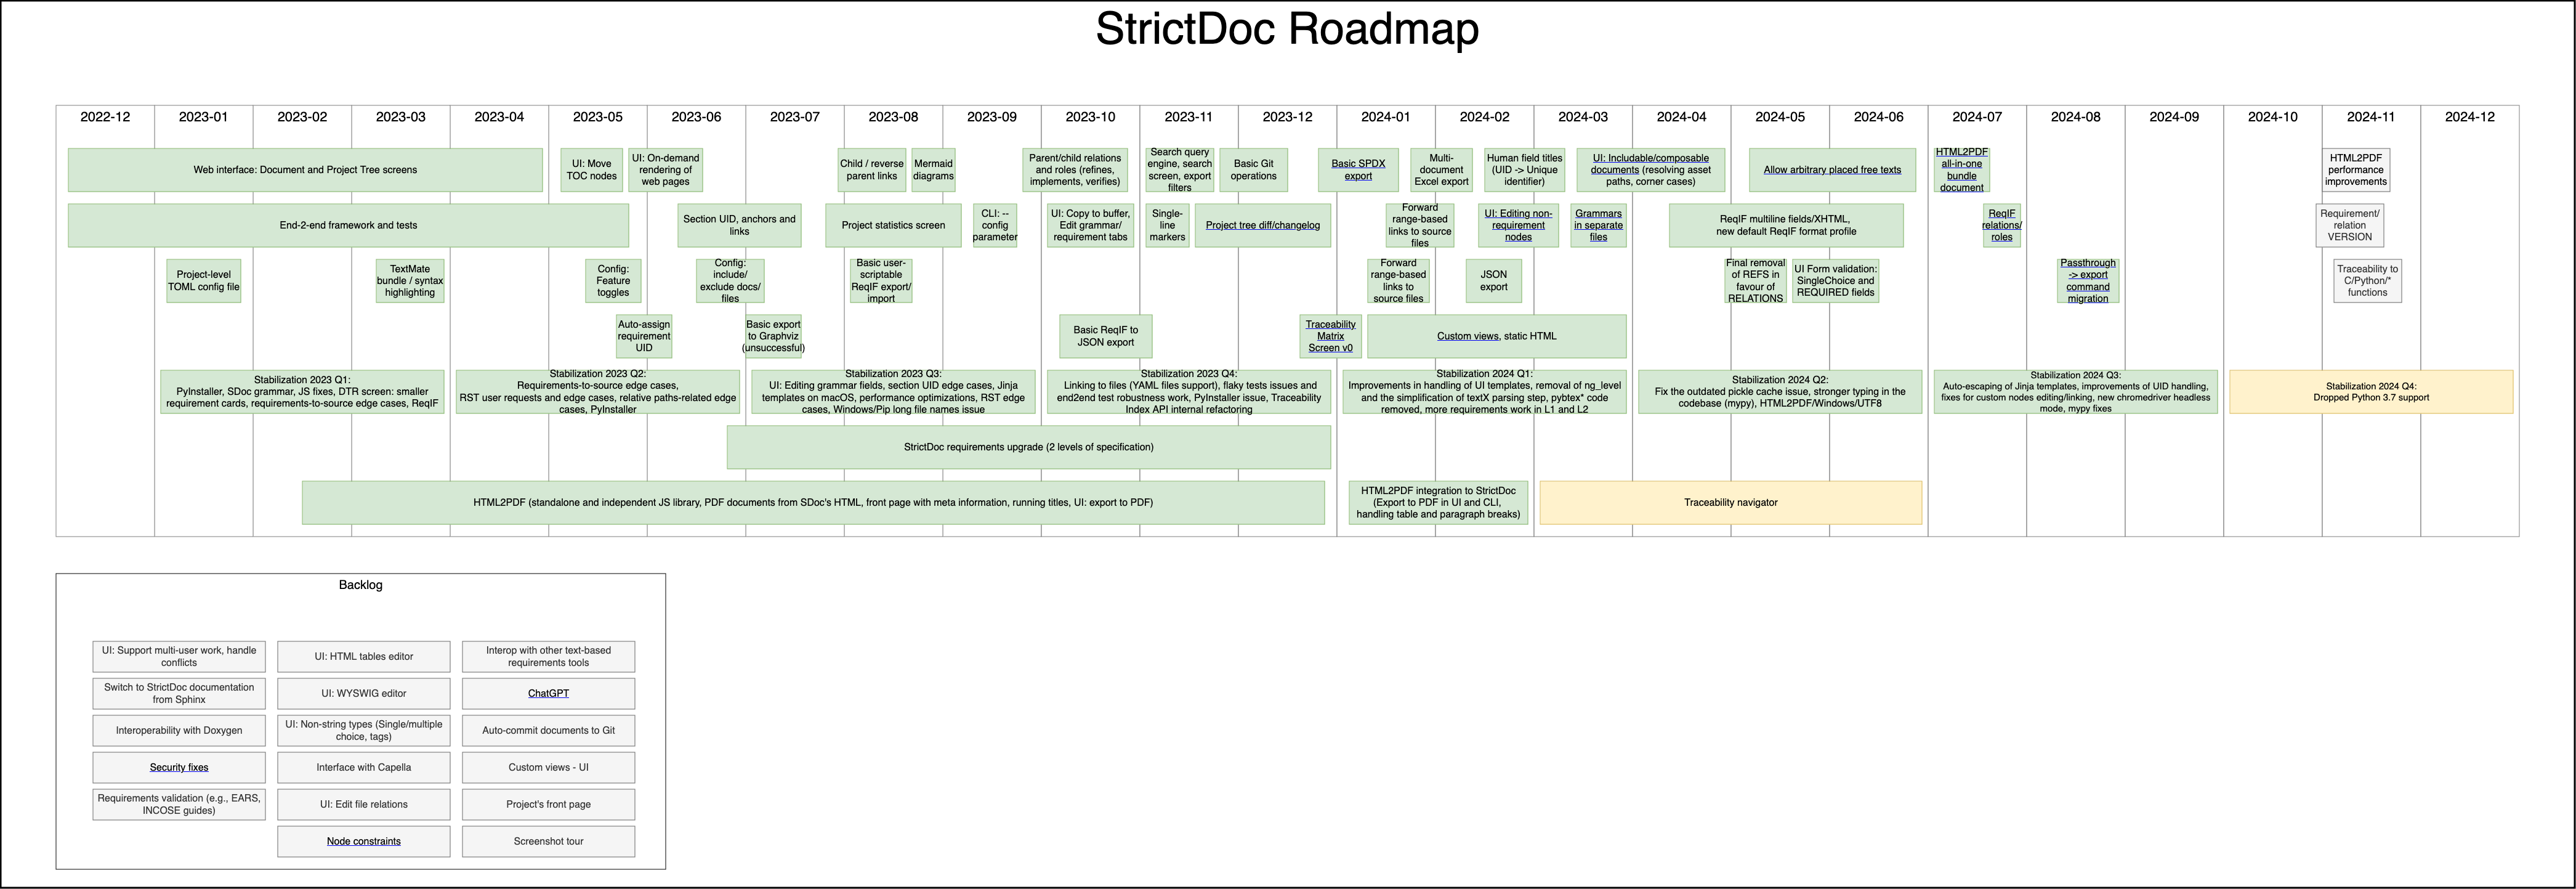 StrictDoc Roadmap
2022-12
2023-01
2023-02
2023-03
2023-04
2023-05
2023-06
2023-07
2023-08
2023-09
2023-10
2023-11
2023-12
2024-01
2024-02
2024-03
2024-04
2024-05
2024-06
2024-07
2024-08
2024-09
2024-10
2024-11
2024-12
Web interface: Document and Project Tree screens
UI: Move
TOC nodes
UI: On-demand
rendering of
web pages
Child / reverse
parent links
Mermaid
diagrams
Parent/child relations
and roles (refines,
implements, verifies)
Search query
engine, search
screen, export
filters
Basic Git
operations
Basic SPDX
export
Multi-
document
Excel export
Human field titles
(UID -> Unique
identifier)
UI: Includable/composable
documents (resolving asset
paths, corner cases)
Allow arbitrary placed free texts
HTML2PDF
all-in-one
bundle
document
HTML2PDF
performance
improvements
End-2-end framework and tests
Section UID, anchors and
links
Project statistics screen
CLI: --
config
parameter
UI: Copy to buffer,
Edit grammar/
requirement tabs
Single-
line
markers
Project tree diff/changelog
Forward
range-based
links to source
files
UI: Editing non-
requirement
nodes
Grammars
in separate
files
ReqIF multiline fields/XHTML,
new default ReqIF format profile
ReqIF
relations/
roles
Requirement/
relation
VERSION
Project-level
TOML config file
TextMate
bundle / syntax
highlighting
Config:
Feature
toggles
Config:
include/
exclude docs/
files
Basic user-
scriptable
ReqIF export/
import
Forward
range-based
links to
source files
JSON
export
Final removal
of REFS in
favour of
RELATIONS
UI Form validation:
SingleChoice and
REQUIRED fields
Passthrough
-> export
command
migration
Traceability to
C/Python/*
functions
Auto-assign
requirement
UID
Basic export
to Graphviz
(unsuccessful)
Basic ReqIF to
JSON export
Traceability
Matrix
Screen v0
Custom views, static HTML
Stabilization 2023 Q1:
PyInstaller, SDoc grammar, JS fixes, DTR screen: smaller
requirement cards, requirements-to-source edge cases, ReqIF
Stabilization 2023 Q2:
Requirements-to-source edge cases,
RST user requests and edge cases, relative paths-related edge
cases, PyInstaller
Stabilization 2023 Q3:
UI: Editing grammar fields, section UID edge cases, Jinja
templates on macOS, performance optimizations, RST edge
cases, Windows/Pip long file names issue
Stabilization 2023 Q4:
Linking to files (YAML files support), flaky tests issues and
end2end test robustness work, PyInstaller issue, Traceability
Index API internal refactoring
Stabilization 2024 Q1:
Improvements in handling of UI templates, removal of ng_level
and the simplification of textX parsing step, pybtex* code
removed, more requirements work in L1 and L2
Stabilization 2024 Q2:
Fix the outdated pickle cache issue, stronger typing in the
codebase (mypy), HTML2PDF/Windows/UTF8
Stabilization 2024 Q3:
Auto-escaping of Jinja templates, improvements of UID handling,
fixes for custom nodes editing/linking, new chromedriver headless
mode, mypy fixes
Stabilization 2024 Q4:
Dropped Python 3.7 support
StrictDoc requirements upgrade (2 levels of specification)
HTML2PDF (standalone and independent JS library, PDF documents from SDoc's HTML, front page with meta information, running titles, UI: export to PDF)
HTML2PDF integration to StrictDoc
(Export to PDF in UI and CLI,
handling table and paragraph breaks)
Traceability navigator
Backlog
UI: Support multi-user work, handle
conflicts
UI: HTML tables editor
Interop with other text-based
requirements tools
Switch to StrictDoc documentation
from Sphinx
UI: WYSWIG editor
ChatGPT
Interoperability with Doxygen
UI: Non-string types (Single/multiple
choice, tags)
Auto-commit documents to Git
Security fixes
Interface with Capella
Custom views - UI
Requirements validation (e.g., EARS,
INCOSE guides)
UI: Edit file relations
Project's front page
Node constraints
Screenshot tour